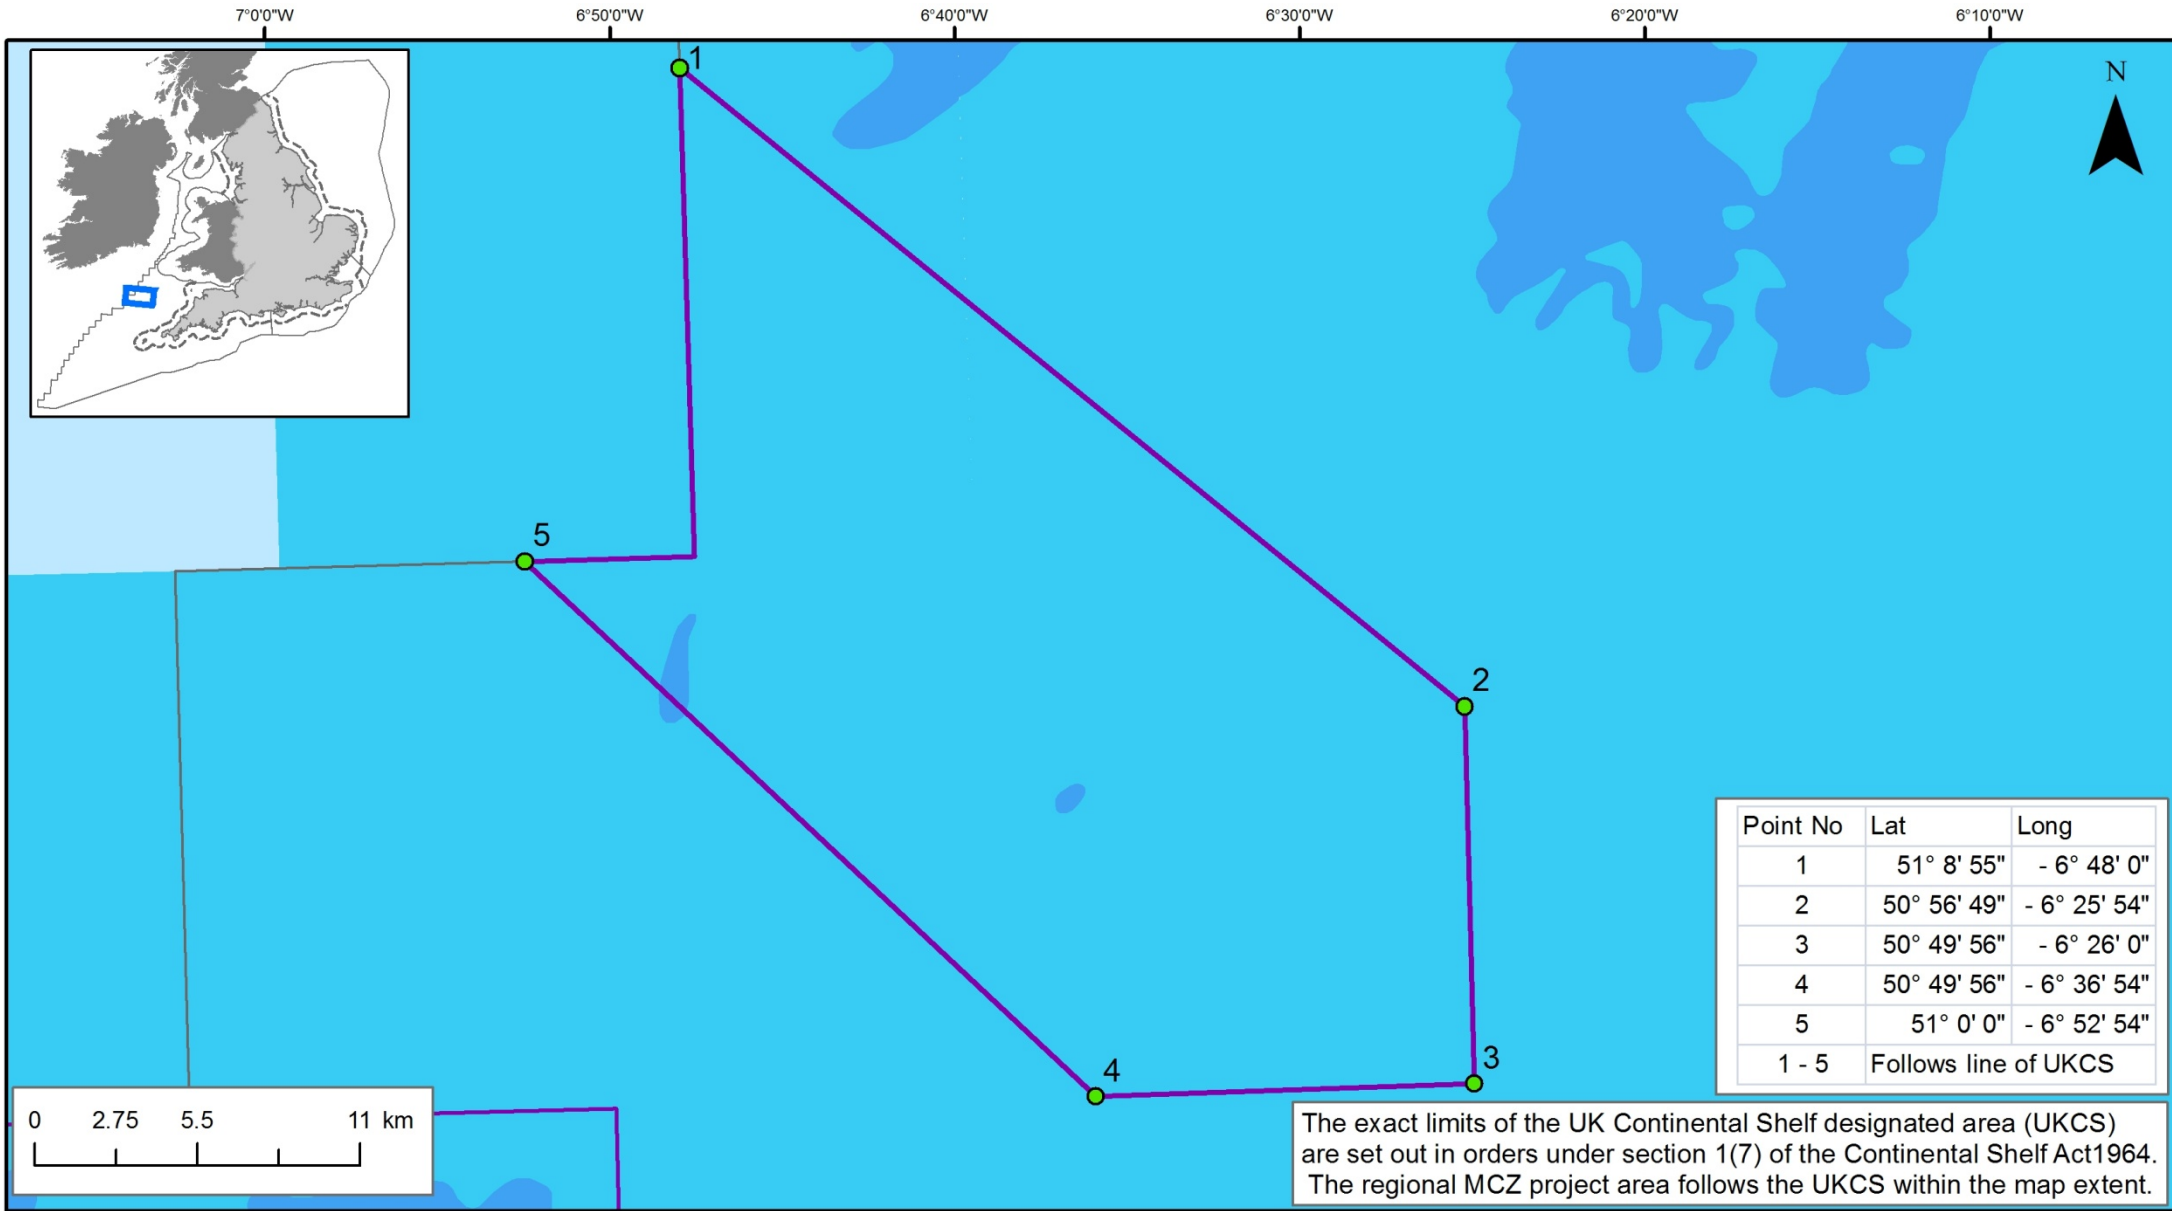 7°0'0"W 6°50'0"W 6°40'0"W 6°30'0"W 6°20'0"W 6°10'0"W
1
N
5
2
4
3
Point No Lat Long
1 51° 8' 55" - 6° 48' 0"
2 50° 56' 49" - 6° 25' 54"
3 50° 49' 56" - 6° 26' 0"
4 50° 49' 56" - 6° 36' 54"
5 51° 0' 0" - 6° 52' 54"
1 - 5 Follows line of UKCS
0 2.75 5.5 11 km
The exact limits of the UK Continental Shelf designated area (UKCS)
are set out in orders under section 1(7) of the Continental Shelf Act1964.
The regional MCZ project area follows the UKCS within the map extent.